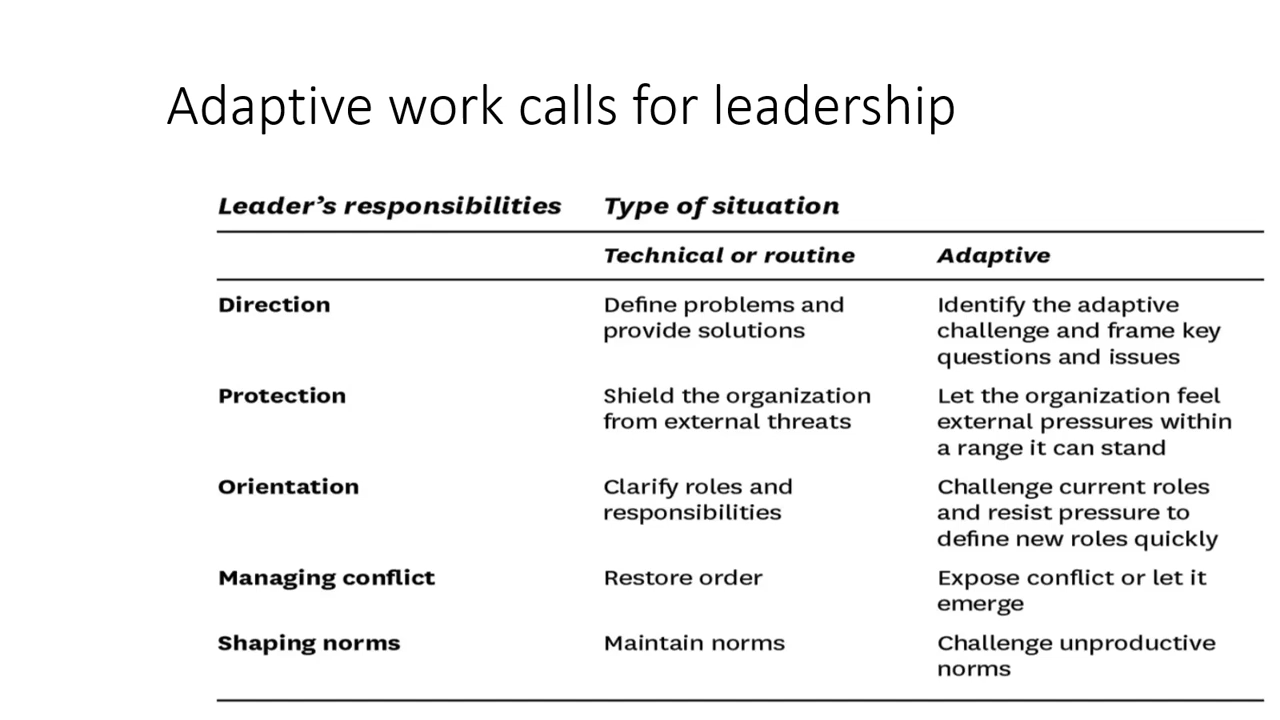 Adaptive work calls for leadership
Leader's responsibilities Type of situation
Technical or routine Adaptive
Direction Define problems and Identify the adaptive
provide solutions challenge and frame key
questions and issues
Protection Shield the organization Let the organization feel
from external threats external pressures within
a range it can stand
Orientation Clarify roles and Challenge current roles
responsibilities and resist pressure to
define new roles quickly
Managing conflict Restore order Expose conflict or let it
emerge
Shaping norms Maintain norms Challenge unproductive
norms